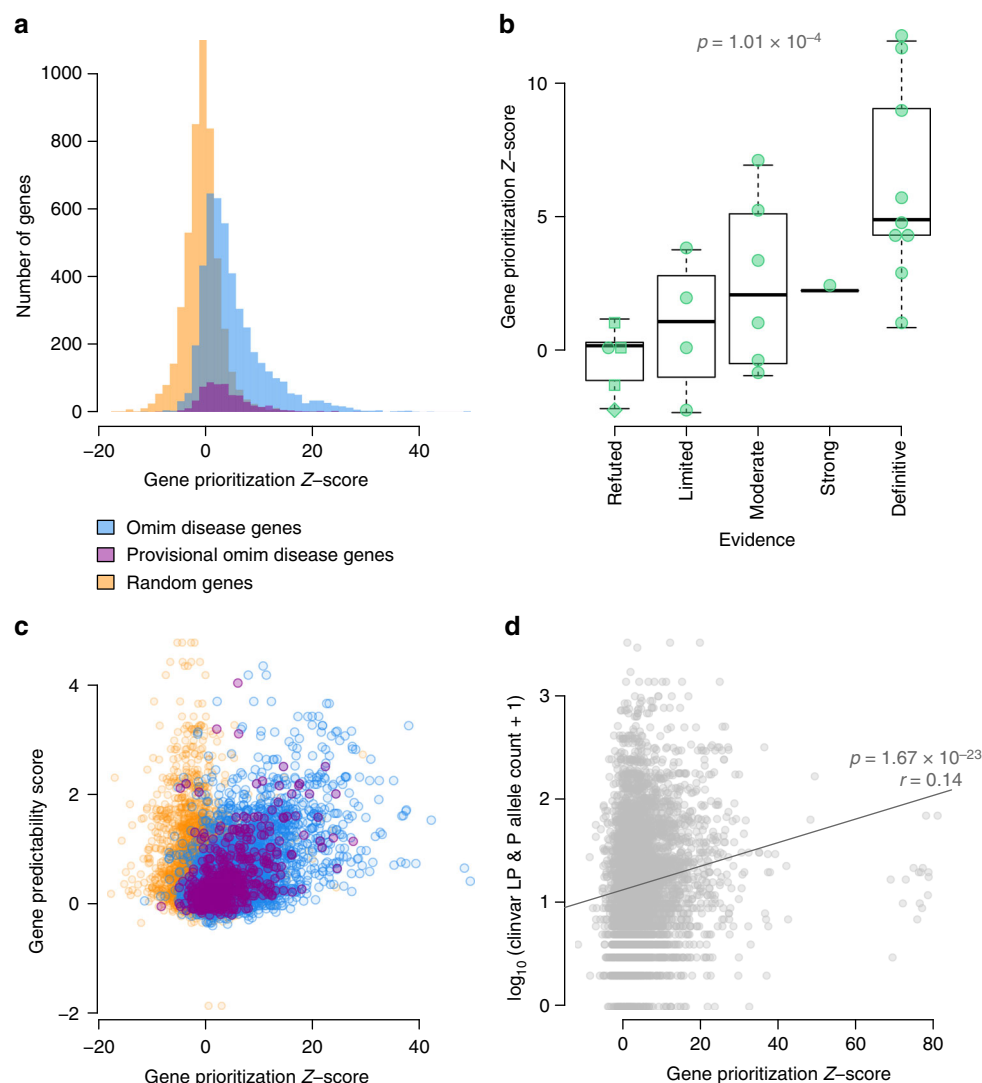 a
1000
800
600
400
200
0
Number of genes
−20
0
20
40
Gene prioritization Z−score
Omim disease genes
Provisional omim disease genes
Random genes
b
p = 1.01 × 10⁻⁴
10
5
0
Gene prioritization Z−score
Refuted
Limited
Moderate
Strong
Definitive
Evidence
c
4
2
0
−2
Gene predictability score
−20
0
20
40
Gene prioritization Z−score
d
3
2
1
0
log₁₀ (clinvar LP & P allele count + 1)
p = 1.67 × 10⁻²³
r = 0.14
0
20
40
60
80
Gene prioritization Z−score